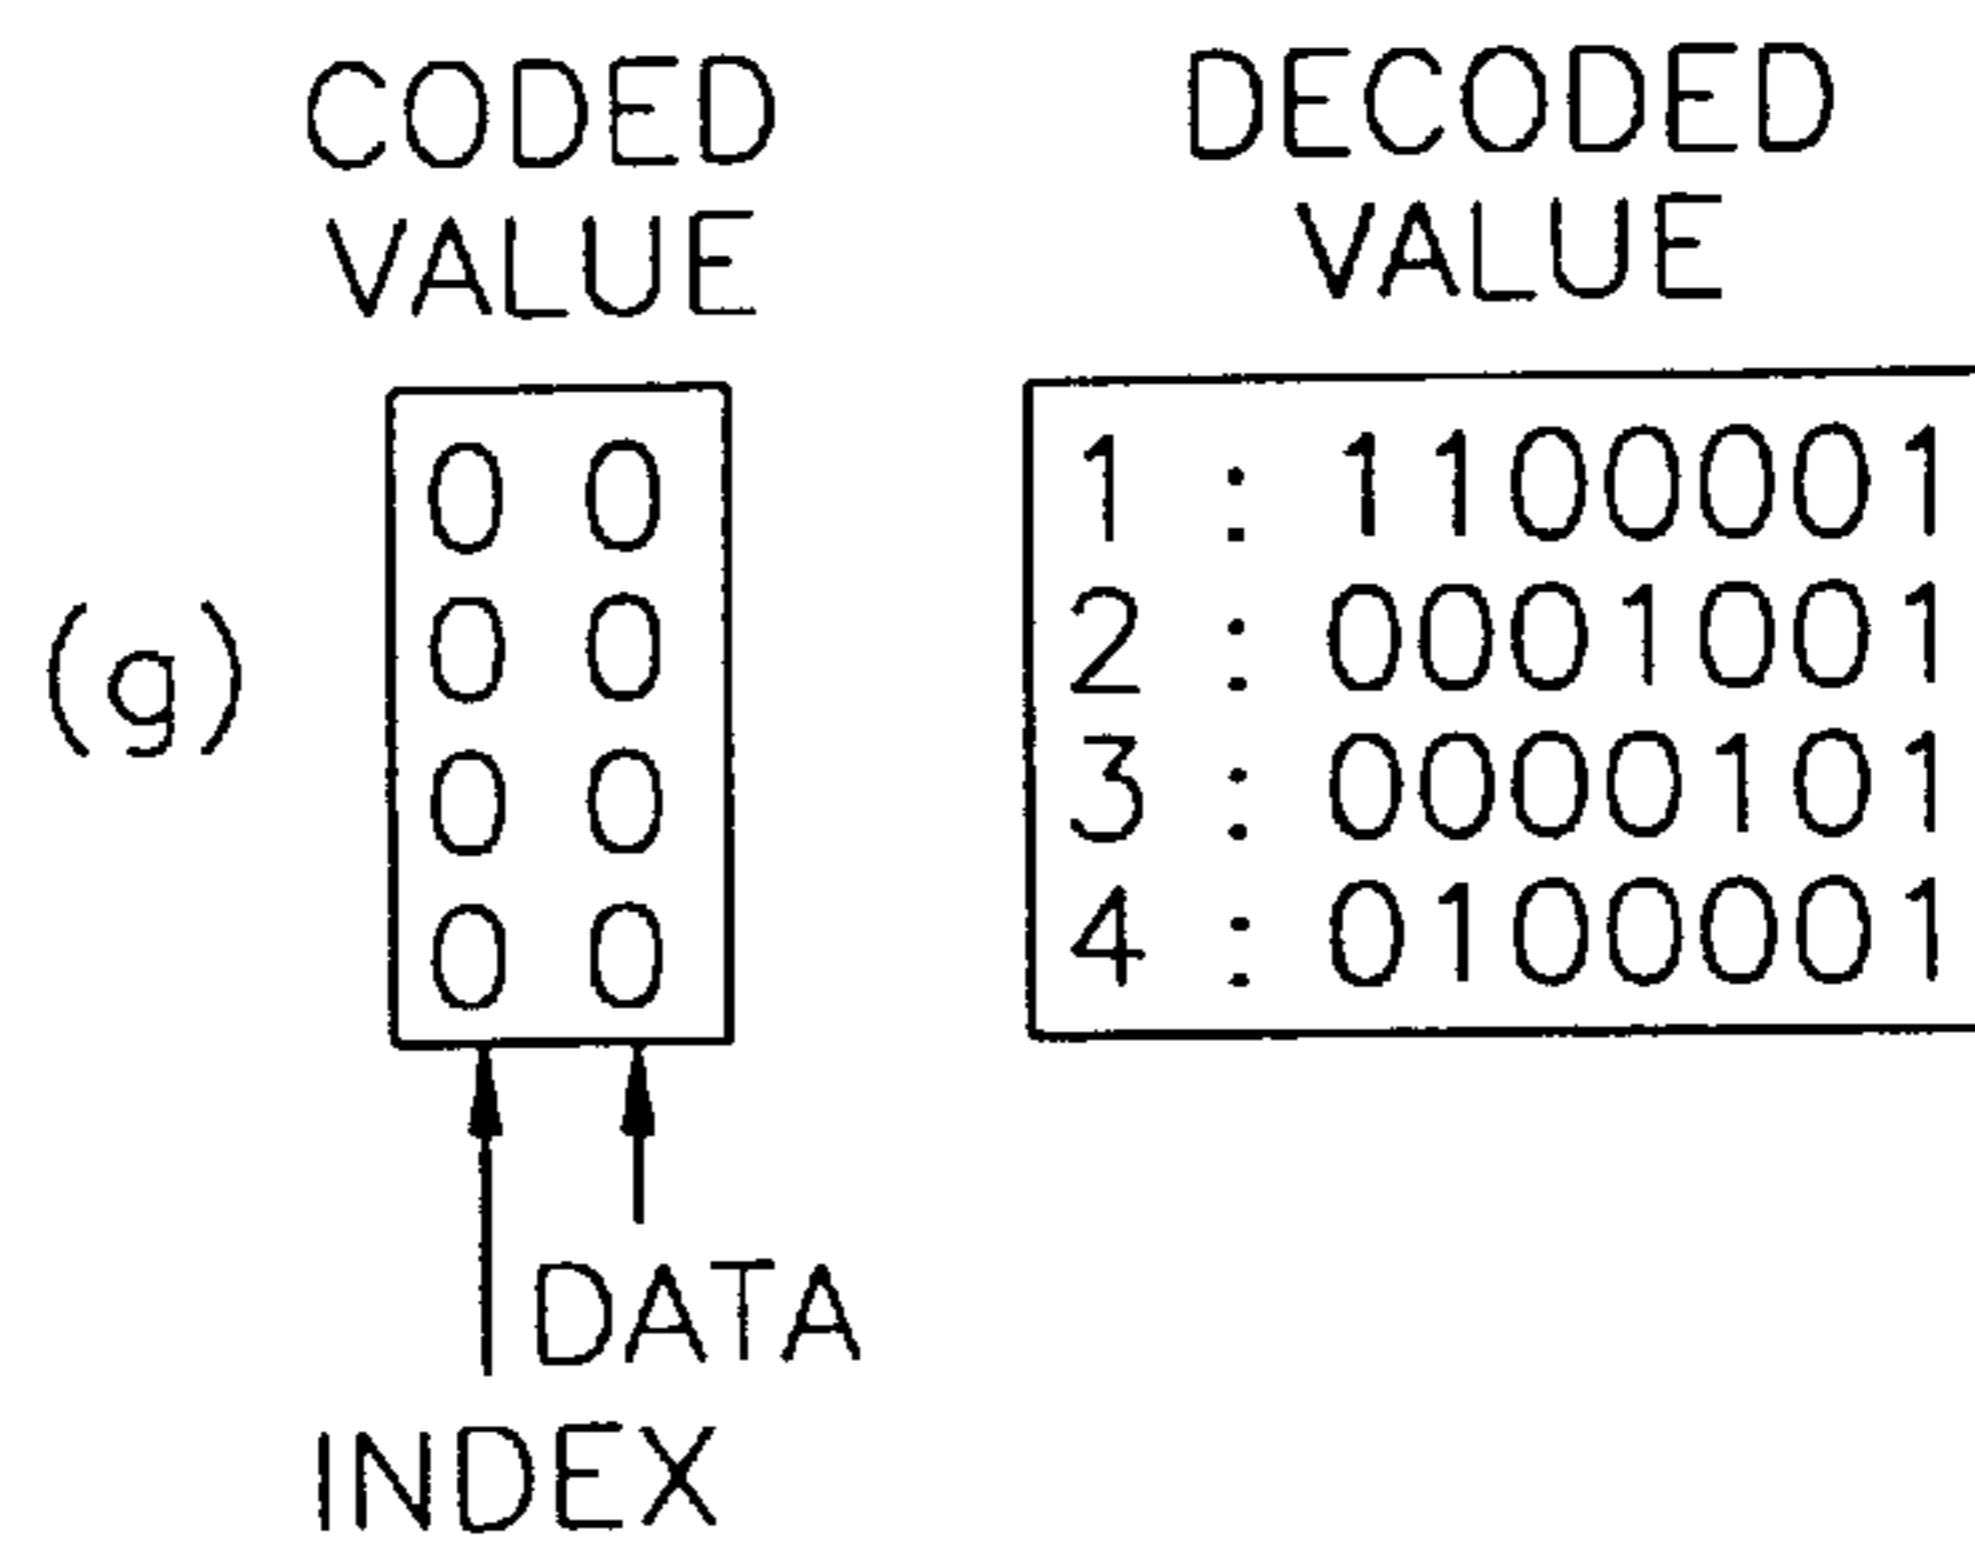 CODED DECODED
VALUE VALUE
0 0 1 : 1100001
0 0 2 : 0001001
(g)
0 0 3 : 0000101
0 0 4 : 0100001
DATA
INDEX